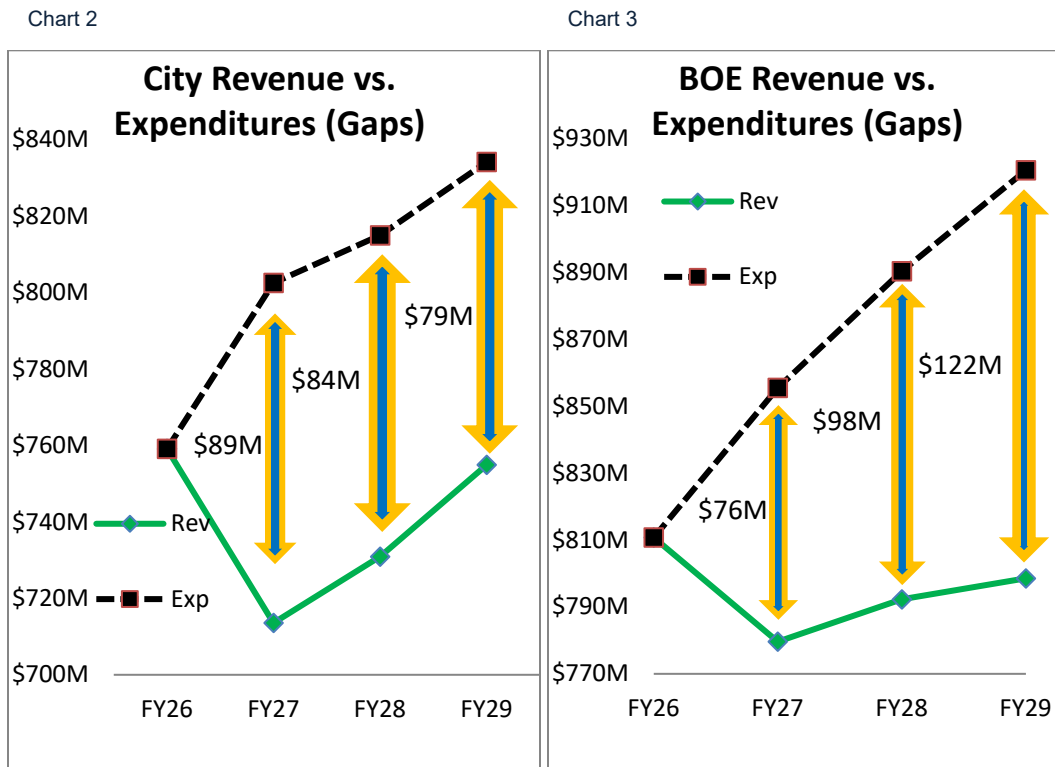 Chart 2
City Revenue vs.
Expenditures (Gaps)
$840M
$820M
$800M
$780M
$760M
$740M
$720M
$700M
$89M
$84M
$79M
Rev
Exp
FY26 FY27 FY28 FY29
Chart 3
BOE Revenue vs.
Expenditures (Gaps)
$930M
$910M
$890M
$870M
$850M
$830M
$810M
$790M
$770M
Rev
Exp
$76M
$98M
$122M
FY26 FY27 FY28 FY29